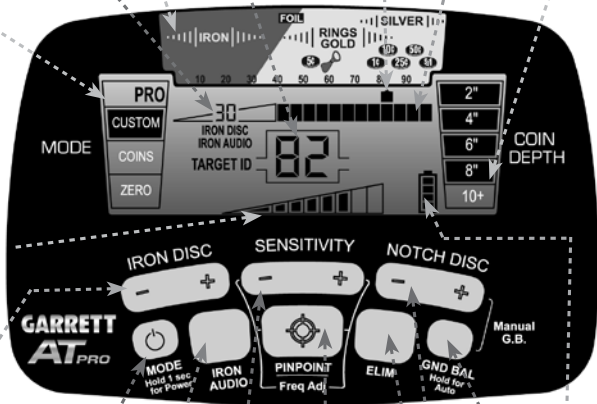 FOIL
SILVER
IRON
RINGS
GOLD
10¢ 50¢
5¢ 1¢ 25¢ $1
10 20 30 40 50 60 70 80 90
PRO
CUSTOM
COINS
ZERO
MODE
30
IRON DISC
IRON AUDIO
TARGET ID
82
2"
4"
6"
8"
10+
COIN
DEPTH
IRON DISC
SENSITIVITY
NOTCH DISC
- +
- +
- +
GARRETT
AT PRO
MODE
Hold 1 sec
for Power
IRON
AUDIO
PINPOINT
Freq Adj
ELIM
GND BAL
Hold for
Auto
Manual
G.B.